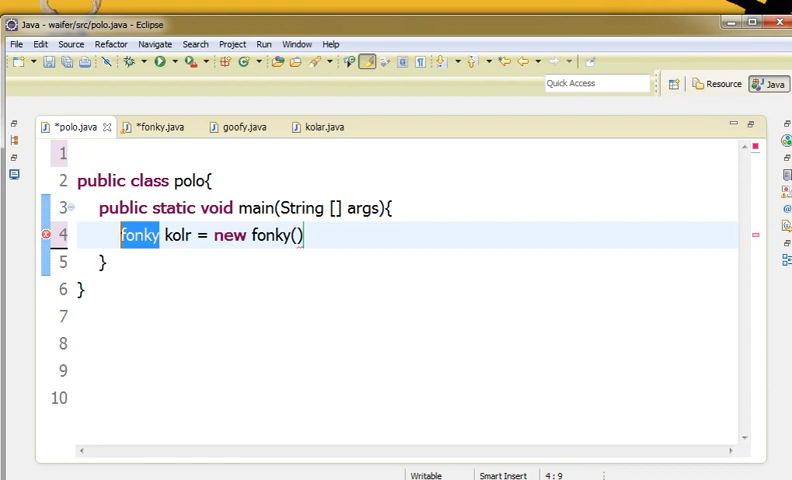 Java - waifer/src/polo.java - Eclipse
File Edit Source Refactor Navigate Search Project Run Window Help
Quick Access
Resource
Java
*polo.java *fonky.java goofy.java kolar.java
1
2 public class polo{
3 public static void main(String [] args){
4 fonky kolr = new fonky()
5 }
6 }
7
8
9
10
Writable Smart Insert 4:9